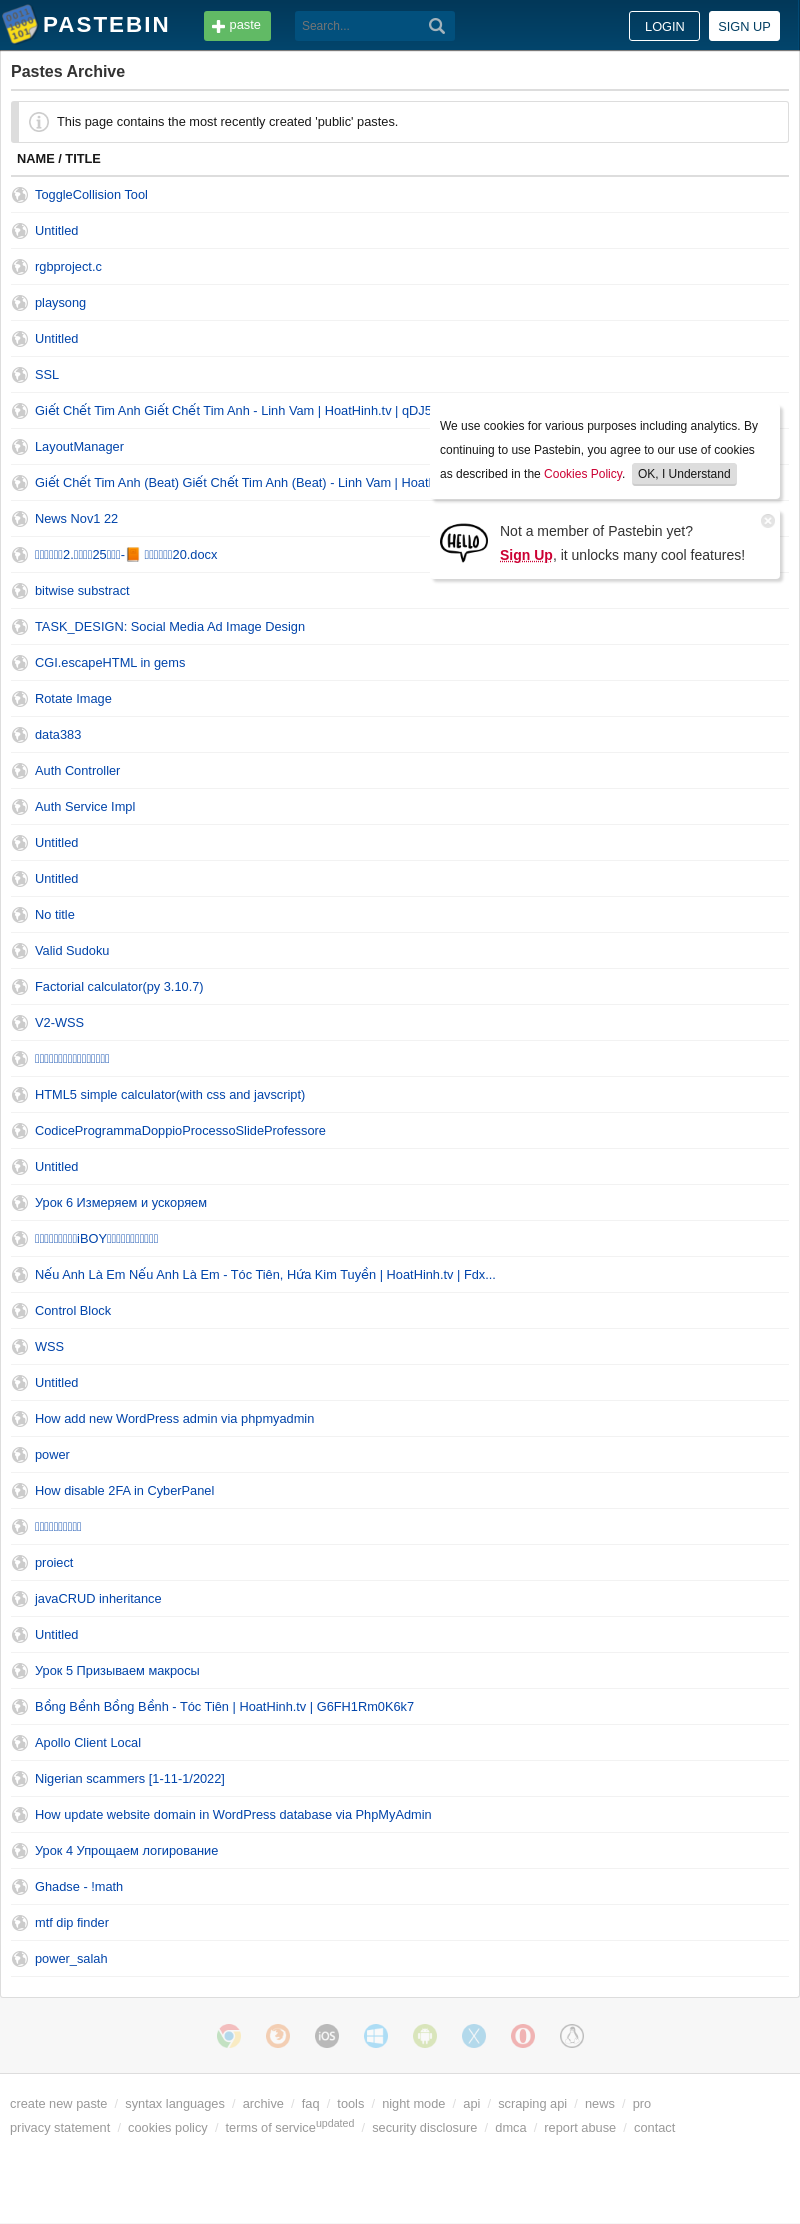 PASTEBIN
paste
Search...
LOGIN
SIGN UP
Pastes Archive
This page contains the most recently created 'public' pastes.
NAME / TITLE
ToggleCollision Tool
Untitled
rgbproject.c
playsong
Untitled
SSL
Giết Chết Tim Anh Giết Chết Tim Anh - Linh Vam | HoatHinh.tv | qDJ5
LayoutManager
Giết Chết Tim Anh (Beat) Giết Chết Tim Anh (Beat) - Linh Vam |
News Nov1 22
2. 25 -📙 20.docx
bitwise substract
TASK_DESIGN: Social Media Ad Image Design
CGI.escapeHTML in gems
Rotate Image
data383
Auth Controller
Auth Service Impl
Untitled
Untitled
No title
Valid Sudoku
Factorial calculator(py 3.10.7)
V2-WSS
HTML5 simple calculator(with css and javscript)
CodiceProgrammaDoppioProcessoSlideProfessore
Untitled
Урок 6 Измеряем и ускоряем
iBOY
Nếu Anh Là Em Nếu Anh Là Em - Tóc Tiên, Hứa Kim Tuyền | HoatHinh.tv | Fdx...
Control Block
WSS
Untitled
How add new WordPress admin via phpmyadmin
power
How disable 2FA in CyberPanel
proiect
javaCRUD inheritance
Untitled
Урок 5 Призываем макросы
Bồng Bềnh Bồng Bềnh - Tóc Tiên | HoatHinh.tv | G6FH1Rm0K6k7
Apollo Client Local
Nigerian scammers [1-11-1/2022]
How update website domain in WordPress database via PhpMyAdmin
Урок 4 Упрощаем логирование
Ghadse - !math
mtf dip finder
power_salah
We use cookies for various purposes including analytics. By
continuing to use Pastebin, you agree to our use of cookies
as described in the Cookies Policy. OK, I Understand
HELLO
Not a member of Pastebin yet?
Sign Up, it unlocks many cool features!
iOS
create new paste / syntax languages / archive / faq / tools / night mode / api / scraping api / news / pro
privacy statement / cookies policy / terms of service updated / security disclosure / dmca / report abuse / contact